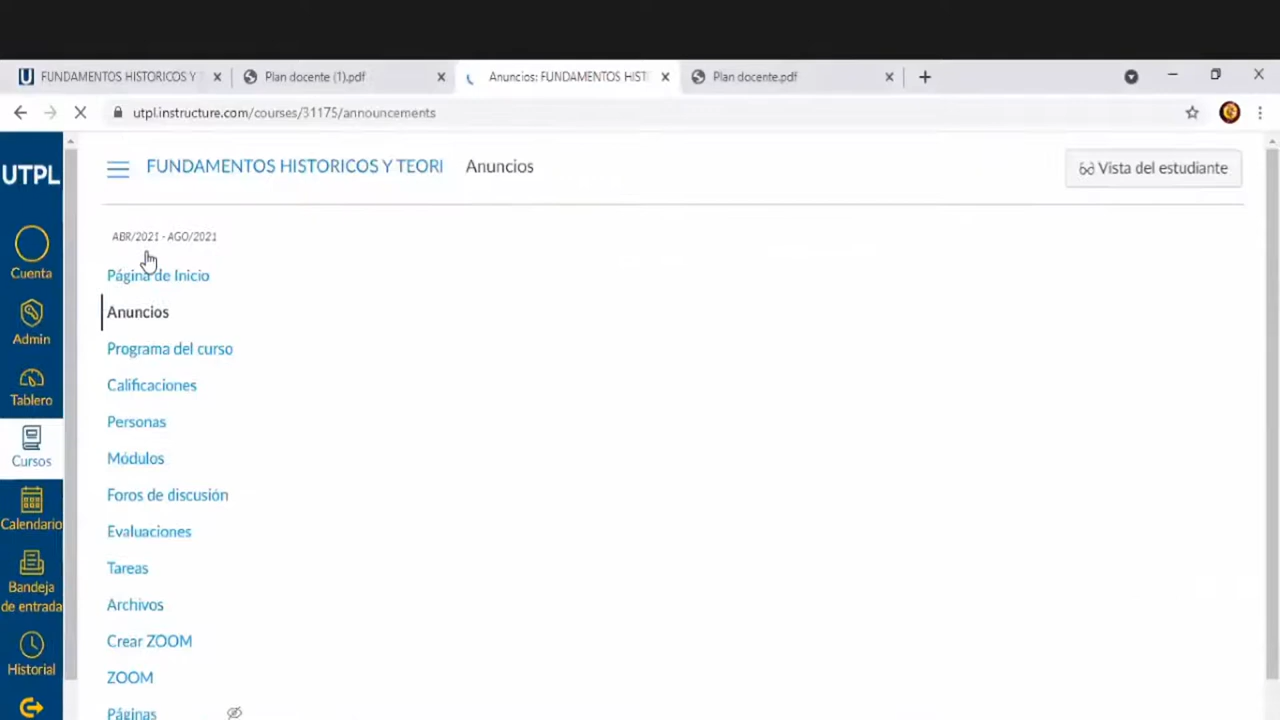 FUNDAMENTOS HISTORICOS Y
Plan docente (1).pdf
Anuncios: FUNDAMENTOS HIST
Plan docente.pdf
utpl.instructure.com/courses/31175/announcements
UTPL
Cuenta
Admin
Tablero
Cursos
Calendario
Bandeja
de entrada
Historial
FUNDAMENTOS HISTORICOS Y TEORI
Anuncios
Vista del estudiante
ABR/2021 - AGO/2021
Página de Inicio
Anuncios
Programa del curso
Calificaciones
Personas
Módulos
Foros de discusión
Evaluaciones
Tareas
Archivos
Crear ZOOM
ZOOM
Páginas